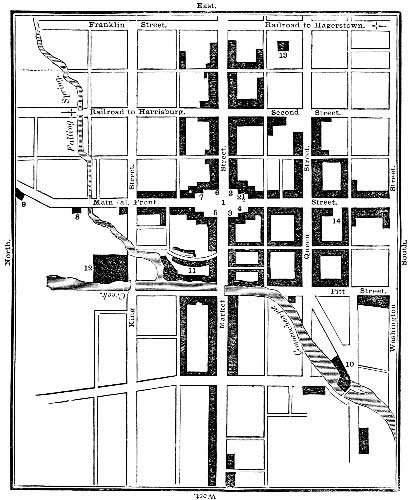 East.
Franklin Street. Railroad to Hagerstown.
13
Falling Spring
Railroad to Harrisburg. Second Street.
Street. Street. Street. Street.
6 2
7 1 2½
Main (a) Front Street.
9 8 5 3 4 14
North. South.
Queen
12 11
Creek. Pitt Street.
King Market Conococheague Washington
10
West.